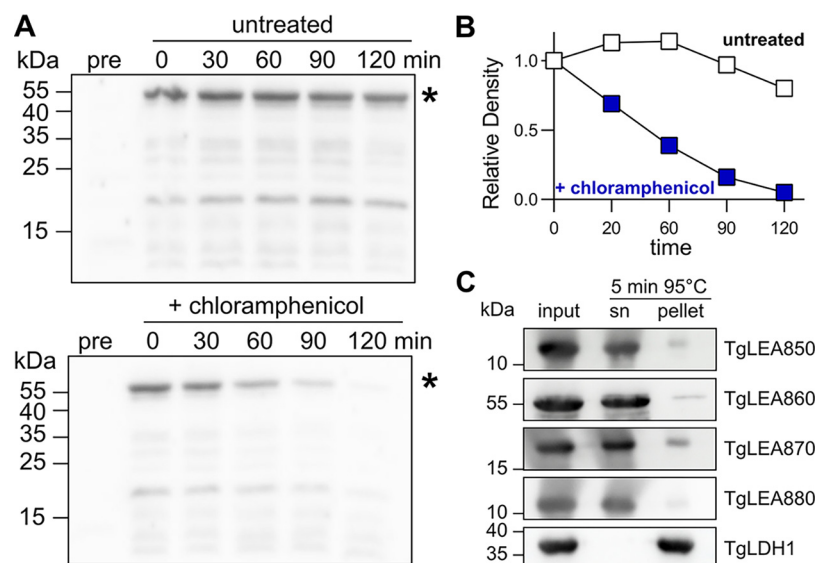 A
untreated
kDa pre 0 30 60 90 120 min
55
40
35
25
15
*
+ chloramphenicol
pre 0 30 60 90 120 min
kDa
55
40
35
25
15
*
B
untreated
Relative Density
1.0
0.5
0.0
+ chloramphenicol
0 20 60 90 120
time
C
5 min 95°C
kDa input sn pellet
10 TgLEA850
55 TgLEA860
15 TgLEA870
10 TgLEA880
40
35 TgLDH1